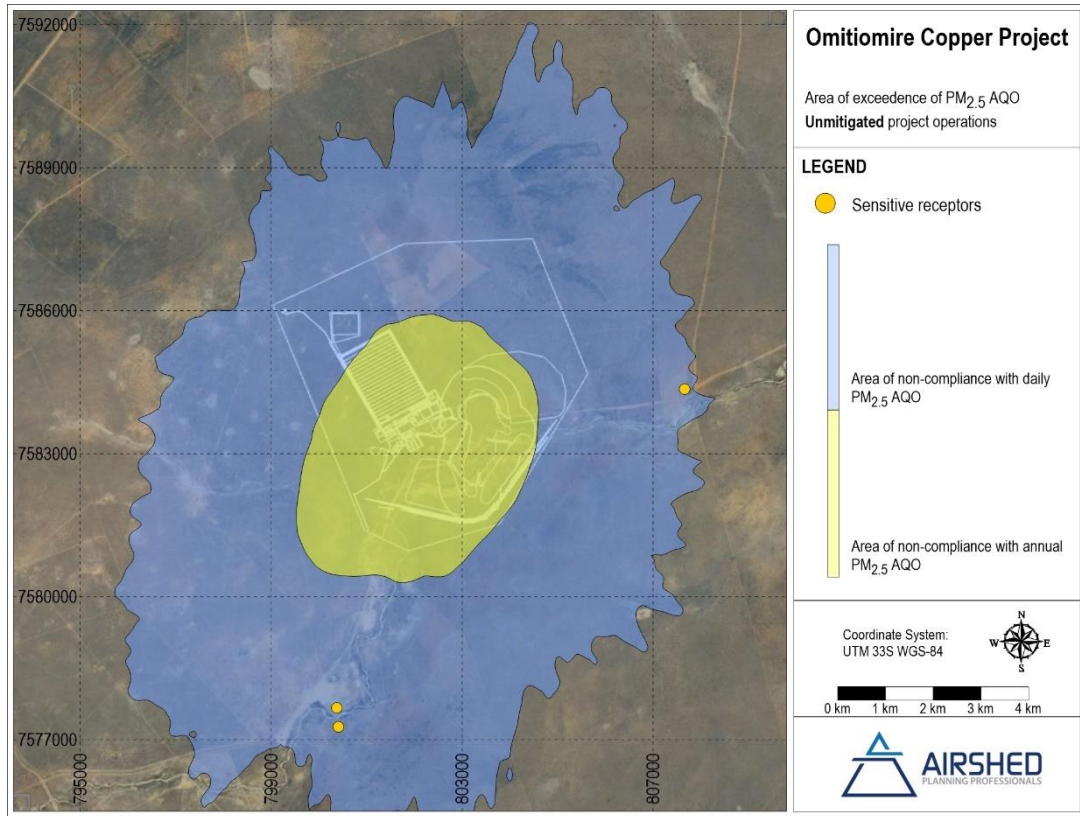 7592000
7589000
7586000
7583000
7580000
7577000
795000
799000
803000
807000
Omitiomire Copper Project
Area of exceedence of PM2.5 AQO
Unmitigated project operations
LEGEND
Sensitive receptors
Area of non-compliance with daily
PM2.5 AQO
Area of non-compliance with annual
PM2.5 AQO
Coordinate System:
UTM 33S WGS-84
N
W E
S
0 km 1 km 2 km 3 km 4 km
AIRSHED
PLANNING PROFESSIONALS